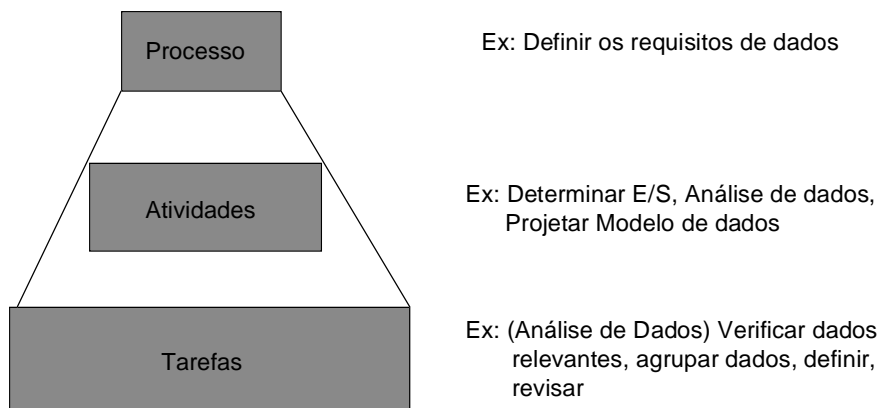 Processo
Ex: Definir os requisitos de dados
Atividades
Ex: Determinar E/S, Análise de dados,
Projetar Modelo de dados
Tarefas
Ex: (Análise de Dados) Verificar dados
relevantes, agrupar dados, definir,
revisar